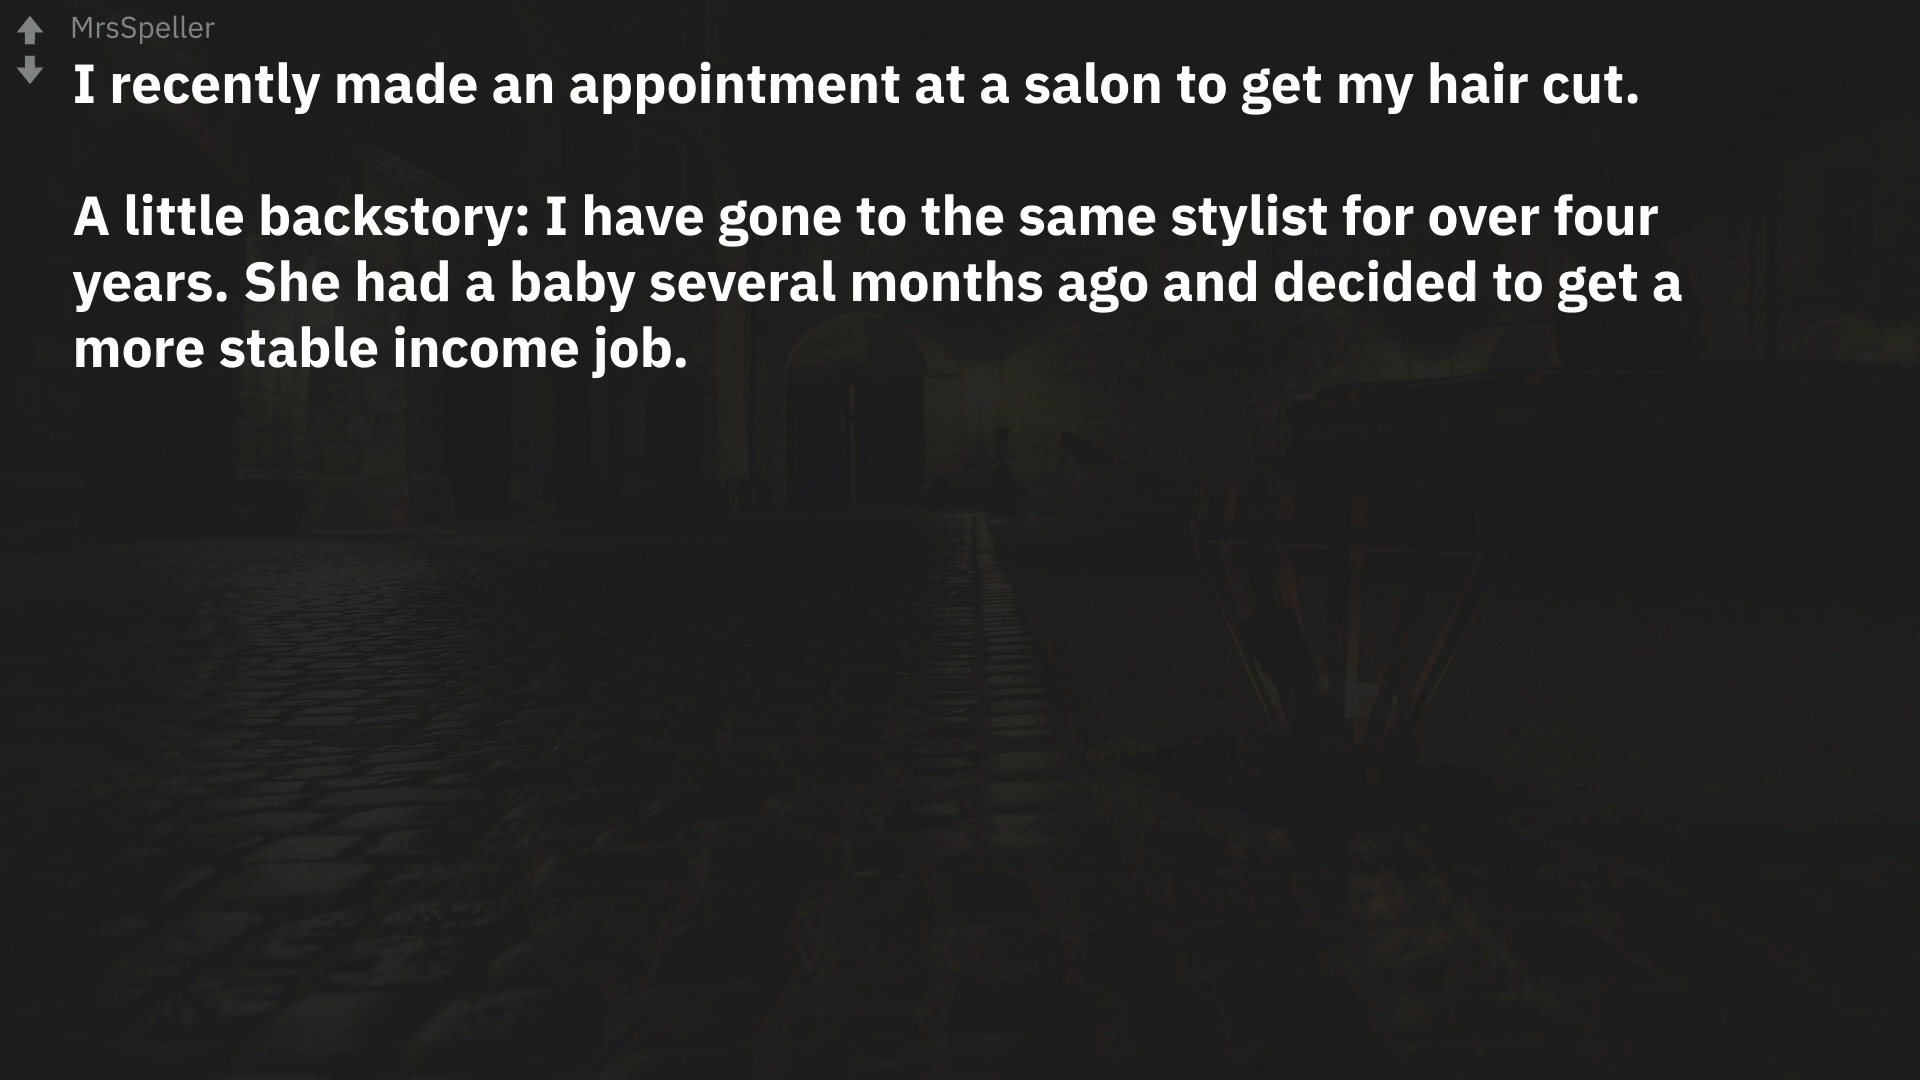 MrsSpeller
I recently made an appointment at a salon to get my hair cut.
A little backstory: I have gone to the same stylist for over four
years. She had a baby several months ago and decided to get a
more stable income job.